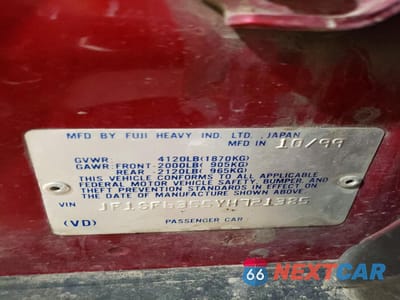 MFD BY FUJI HEAVY IND. LTD. JAPAN
MFD IN 10/99
GVWR 4120LB(1870KG)
GAWR FRONT-2000LB( 905KG)
REAR -2120LB( 965KG)
THIS VEHICLE CONFORMS TO ALL APPLICABLE
FEDERAL MOTOR VEHICLE SAFETY, BUMPER, AND
THEFT PREVENTION STANDARDS IN EFFECT ON
THE DATE OF MANUFACTURE SHOWN ABOVE
VIN
(VD) PASSENGER CAR
66 NEXTCAR